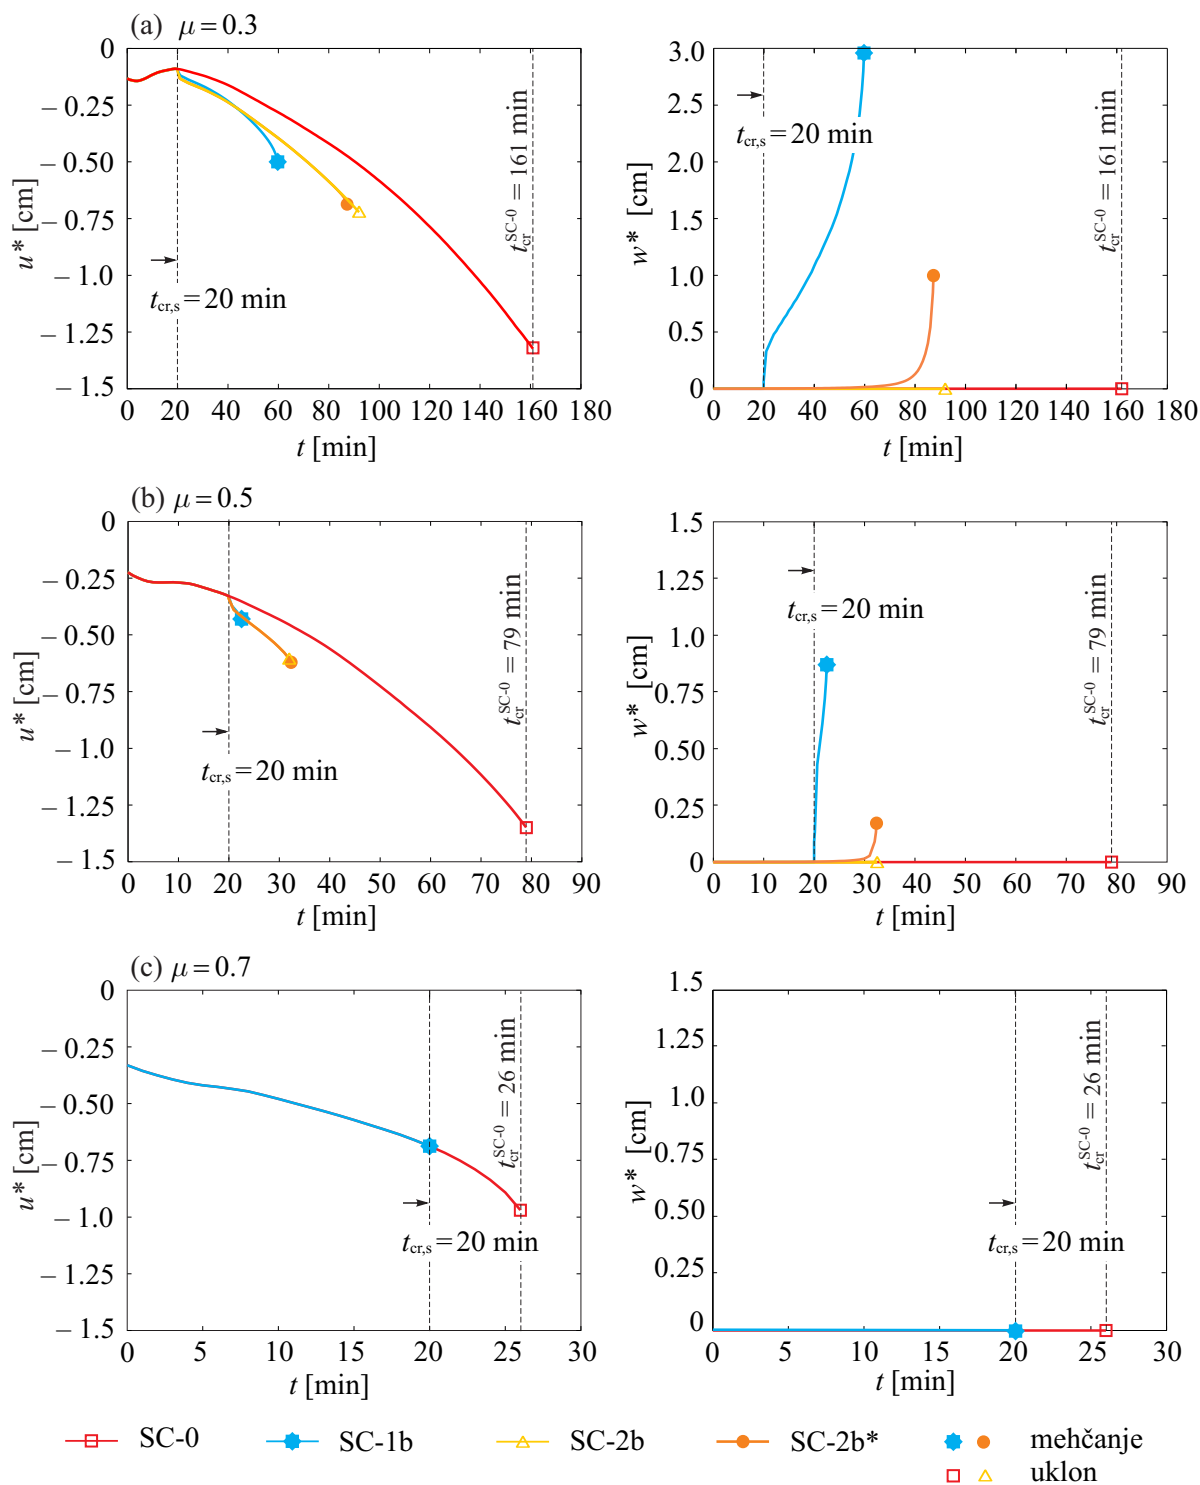 (a) μ = 0.3
0
– 0.25
– 0.50
– 0.75
– 1.0
– 1.25
– 1.5
u* [cm]
t_cr,s = 20 min
t_cr^SC-0 = 161 min
0 20 40 60 80 100 120 140 160 180
t [min]
3.0
2.5
2.0
1.5
1.0
0.5
0
w* [cm]
t_cr,s = 20 min
t_cr^SC-0 = 161 min
0 20 40 60 80 100 120 140 160 180
t [min]
(b) μ = 0.5
0
– 0.25
– 0.50
– 0.75
– 1.0
– 1.25
– 1.5
u* [cm]
t_cr,s = 20 min
t_cr^SC-0 = 79 min
0 10 20 30 40 50 60 70 80 90
t [min]
1.5
1.25
1.0
0.75
0.50
0.25
0
w* [cm]
t_cr,s = 20 min
t_cr^SC-0 = 79 min
0 10 20 30 40 50 60 70 80 90
t [min]
(c) μ = 0.7
0
– 0.25
– 0.50
– 0.75
– 1.0
– 1.25
– 1.5
u* [cm]
t_cr,s = 20 min
t_cr^SC-0 = 26 min
0 5 10 15 20 25 30
t [min]
1.5
1.25
1.0
0.75
0.50
0.25
0
w* [cm]
t_cr,s = 20 min
t_cr^SC-0 = 26 min
0 5 10 15 20 25 30
t [min]
SC-0 SC-1b SC-2b SC-2b* mehčanje
uklon